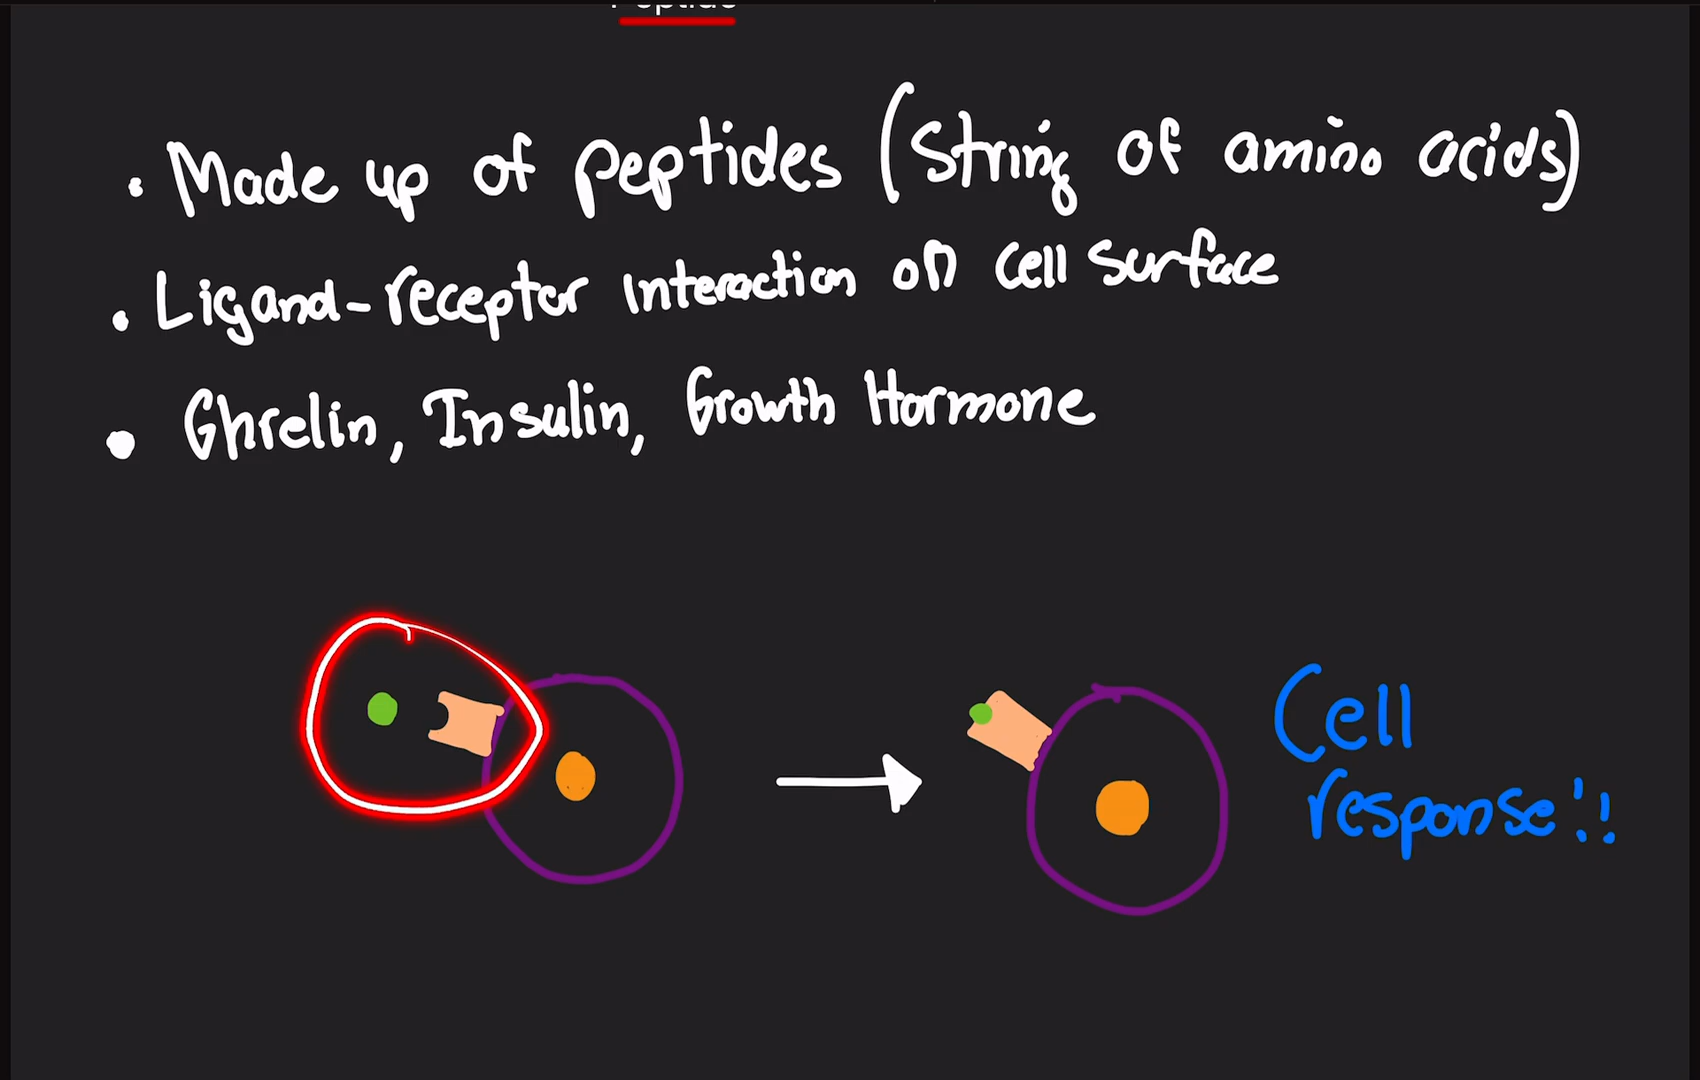 Peptide
• Made up of peptides (String of amino acids)
• Ligand-receptor interaction on cell surface
• Ghrelin, Insulin, Growth Hormone
Cell
response!!